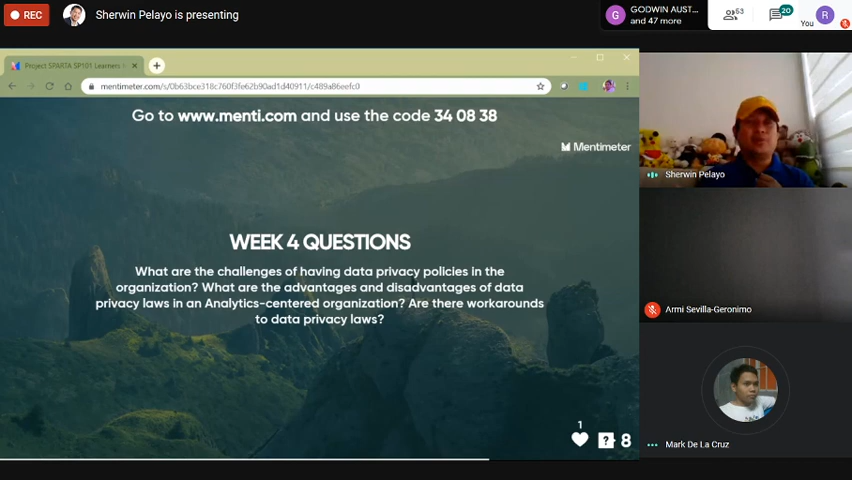 REC
Sherwin Pelayo is presenting
G
GODWIN AUST...
and 47 more
53
20
You
R
Project SPARTA SP101 Learners
mentimeter.com/s/0b63bce318c760f3fe62b90ad1d40911/c489a86eefc0
Go to www.menti.com and use the code 34 08 38
Mentimeter
WEEK 4 QUESTIONS
What are the challenges of having data privacy policies in the
organization? What are the advantages and disadvantages of data
privacy laws in an Analytics-centered organization? Are there workarounds
to data privacy laws?
1
? 8
Sherwin Pelayo
Armi Sevilla-Geronimo
Mark De La Cruz